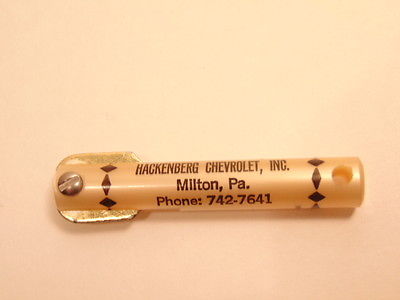 HACKENBERG CHEVROLET, INC.
Milton, Pa.
Phone: 742-7641